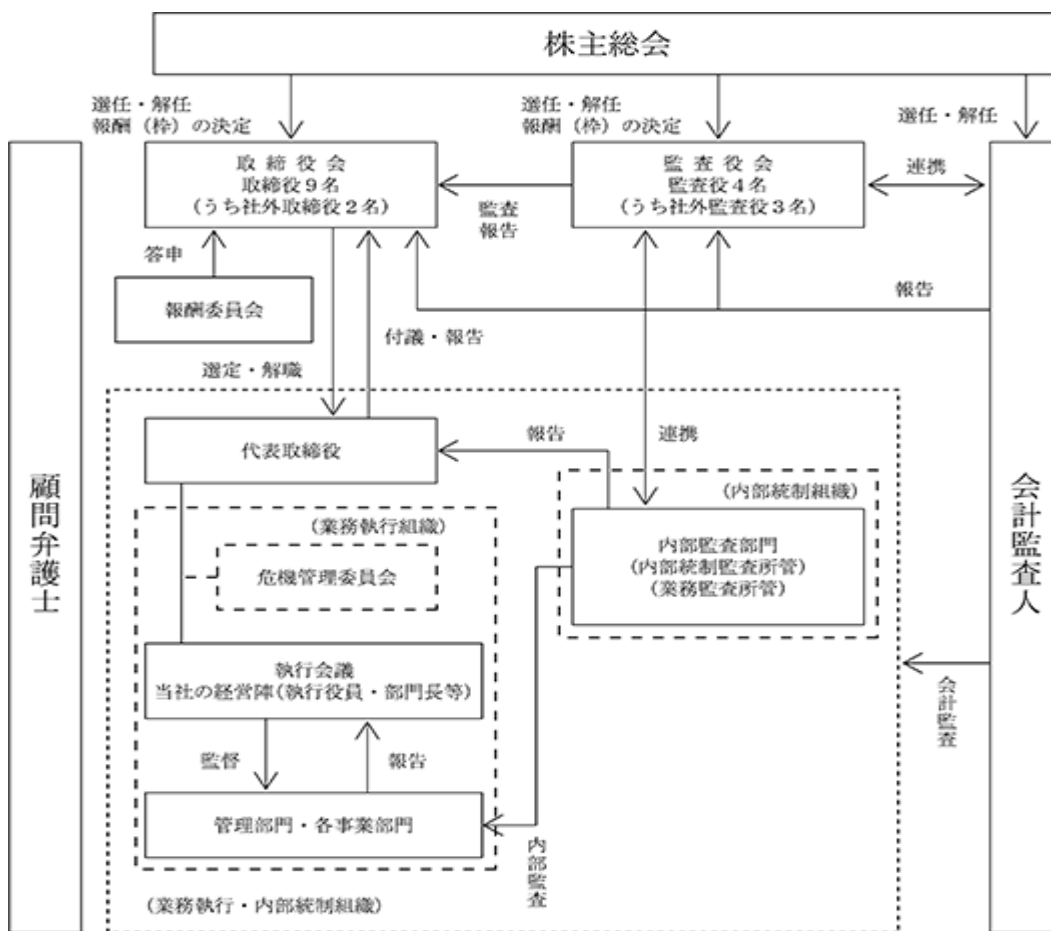 株主総会
選任・解任
報酬（枠）の決定
選任・解任
報酬（枠）の決定
選任・解任
取締役会
取締役９名
(うち社外取締役２名)
監査役会
監査役４名
(うち社外監査役３名)
連携
監査
報告
答申
報酬委員会
報告
付議・報告
選定・解職
代表取締役
報告
連携
(内部統制組織)
(業務執行組織)
危機管理委員会
内部監査部門
(内部統制監査所管)
(業務監査所管)
執行会議
当社の経営陣(執行役員・部門長等)
監督
報告
管理部門・各事業部門
内部監査
会計監査
(業務執行・内部統制組織)
顧問弁護士
会計監査人